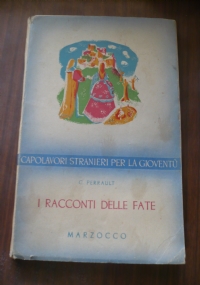 CAPOLAVORI STRANIERI PER LA GIOVENTÙ
C. PERRAULT
I RACCONTI DELLE FATE
MARZOCCO